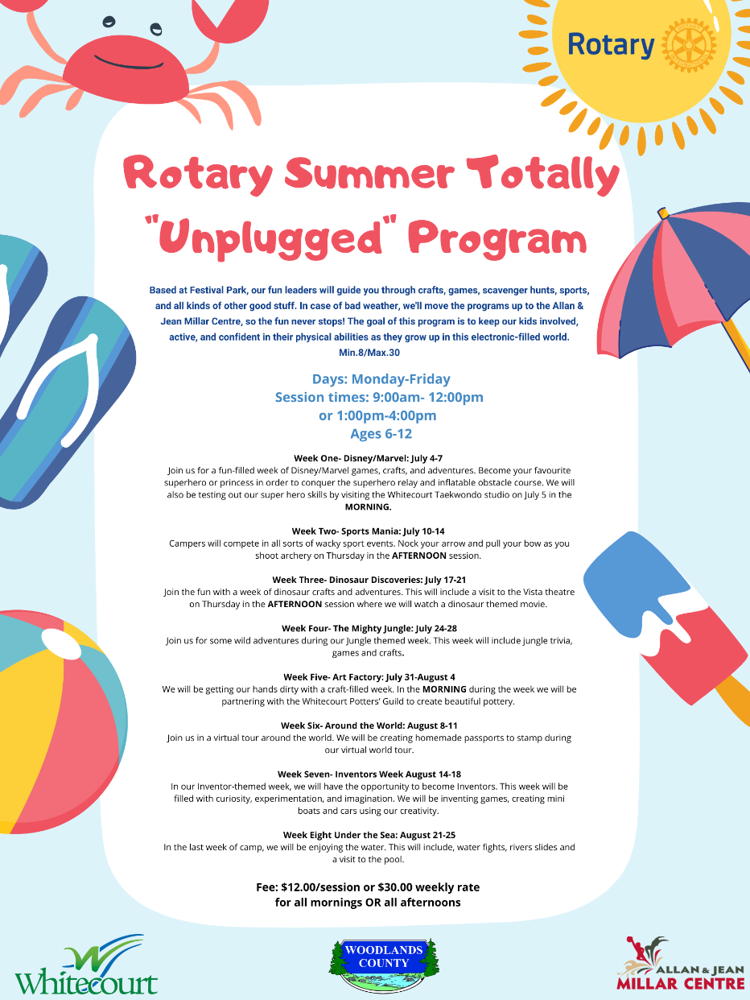 Rotary
Rotary Summer Totally
"Unplugged" Program
Based at Festival Park, our fun leaders will guide you through crafts, games, scavenger hunts, sports,
and all kinds of other good stuff. In case of bad weather, we'll move the programs up to the Allan &
Jean Millar Centre, so the fun never stops! The goal of this program is to keep our kids involved,
active, and confident in their physical abilities as they grow up in this electronic-filled world.
Min.8/Max.30
Days: Monday-Friday
Session times: 9:00am- 12:00pm
or 1:00pm-4:00pm
Ages 6-12
Week One- Disney/Marvel: July 4-7
Join us for a fun-filled week of Disney/Marvel games, crafts, and adventures. Become your favourite
superhero or princess in order to conquer the superhero relay and inflatable obstacle course. We will
also be testing out our super hero skills by visiting the Whitecourt Taekwondo studio on July 5 in the
MORNING.
Week Two- Sports Mania: July 10-14
Campers will compete in all sorts of wacky sport events. Nock your arrow and pull your bow as you
shoot archery on Thursday in the AFTERNOON session.
Week Three- Dinosaur Discoveries: July 17-21
Join the fun with a week of dinosaur crafts and adventures. This will include a visit to the Vista theatre
on Thursday in the AFTERNOON session where we will watch a dinosaur themed movie.
Week Four- The Mighty Jungle: July 24-28
Join us for some wild adventures during our Jungle themed week. This week will include jungle trivia,
games and crafts.
Week Five- Art Factory: July 31-August 4
We will be getting our hands dirty with a craft-filled week. In the MORNING during the week we will be
partnering with the Whitecourt Potters' Guild to create beautiful pottery.
Week Six- Around the World: August 8-11
Join us in a virtual tour around the world. We will be creating homemade passports to stamp during
our virtual world tour.
Week Seven- Inventors Week August 14-18
In our Inventor-themed week, we will have the opportunity to become Inventors. This week will be
filled with curiosity, experimentation, and imagination. We will be inventing games, creating mini
boats and cars using our creativity.
Week Eight Under the Sea: August 21-25
In the last week of camp, we will be enjoying the water. This will include, water fights, rivers slides and
a visit to the pool.
Fee: $12.00/session or $30.00 weekly rate
for all mornings OR all afternoons
Whitecourt
WOODLANDS
COUNTY
ALLAN & JEAN
MILLAR CENTRE